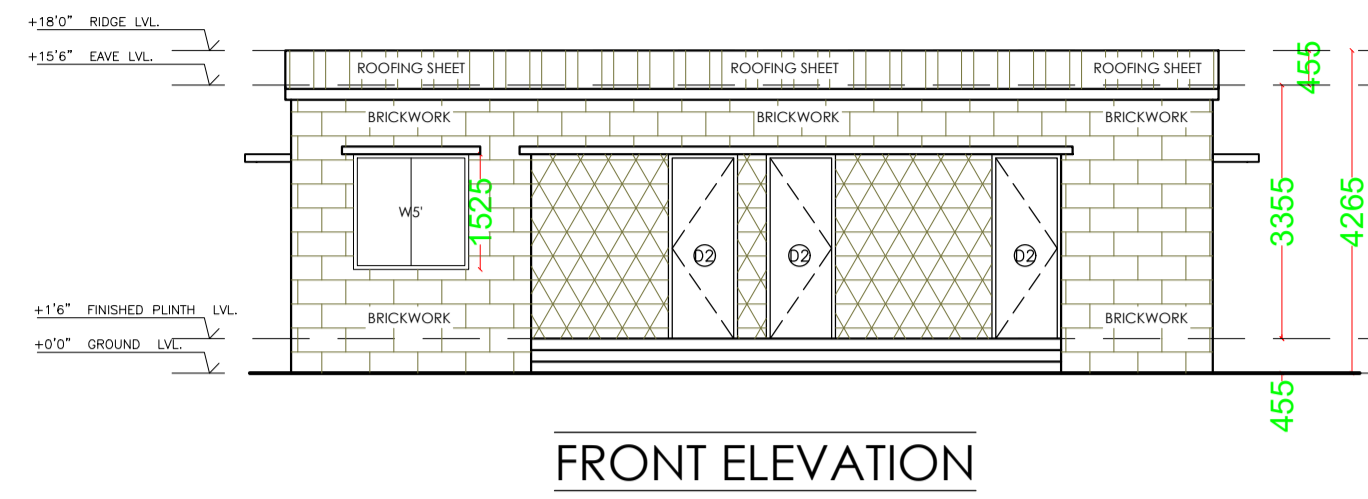 +18'0" RIDGE LVL.
+15'6" EAVE LVL.
ROOFING SHEET
ROOFING SHEET
ROOFING SHEET
455
BRICKWORK
BRICKWORK
BRICKWORK
W5'
1525
D2
D2
D2
3355
4265
+1'6" FINISHED PLINTH LVL.
BRICKWORK
BRICKWORK
+0'0" GROUND LVL.
455
FRONT ELEVATION